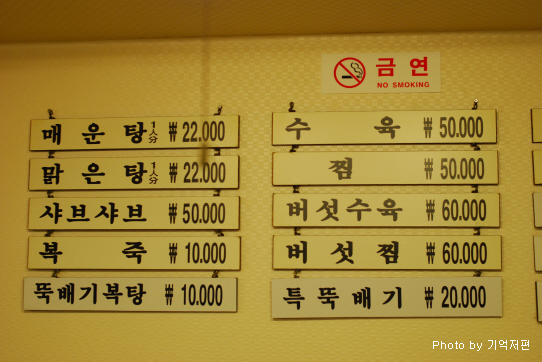 금연
NO SMOKING
매운탕 1人分 ₩ 22.000
맑은탕 1人分 ₩ 22.000
샤브샤브 ₩ 50.000
복죽 ₩ 10.000
뚝배기복탕 ₩ 10.000
수육 ₩ 50.000
찜 ₩ 50.000
버섯수육 ₩ 60.000
버섯찜 ₩ 60.000
특뚝배기 ₩ 20.000
Photo by 기억저편